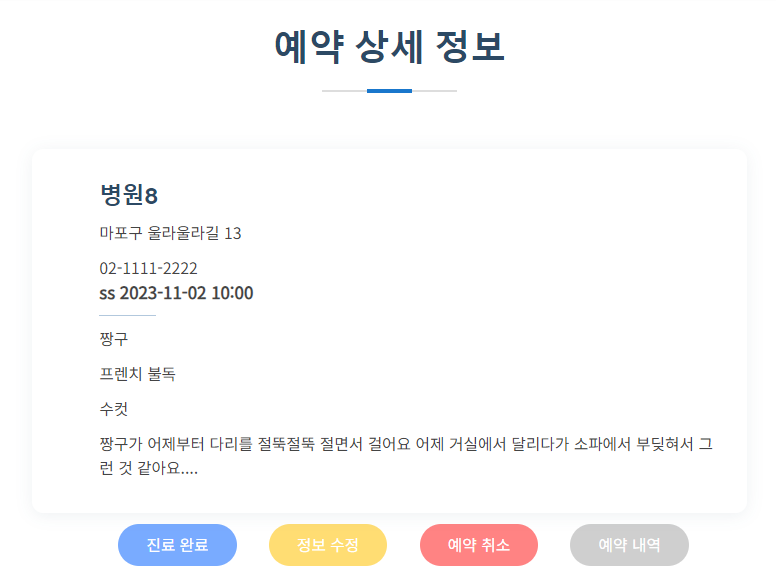 예약 상세 정보
병원8
마포구 울라울라길 13
02-1111-2222
ss 2023-11-02 10:00
짱구
프렌치 불독
수컷
짱구가 어제부터 다리를 절뚝절뚝 절면서 걸어요 어제 거실에서 달리다가 소파에서 부딪혀서 그
런 것 같아요....
진료 완료
정보 수정
예약 취소
예약 내역